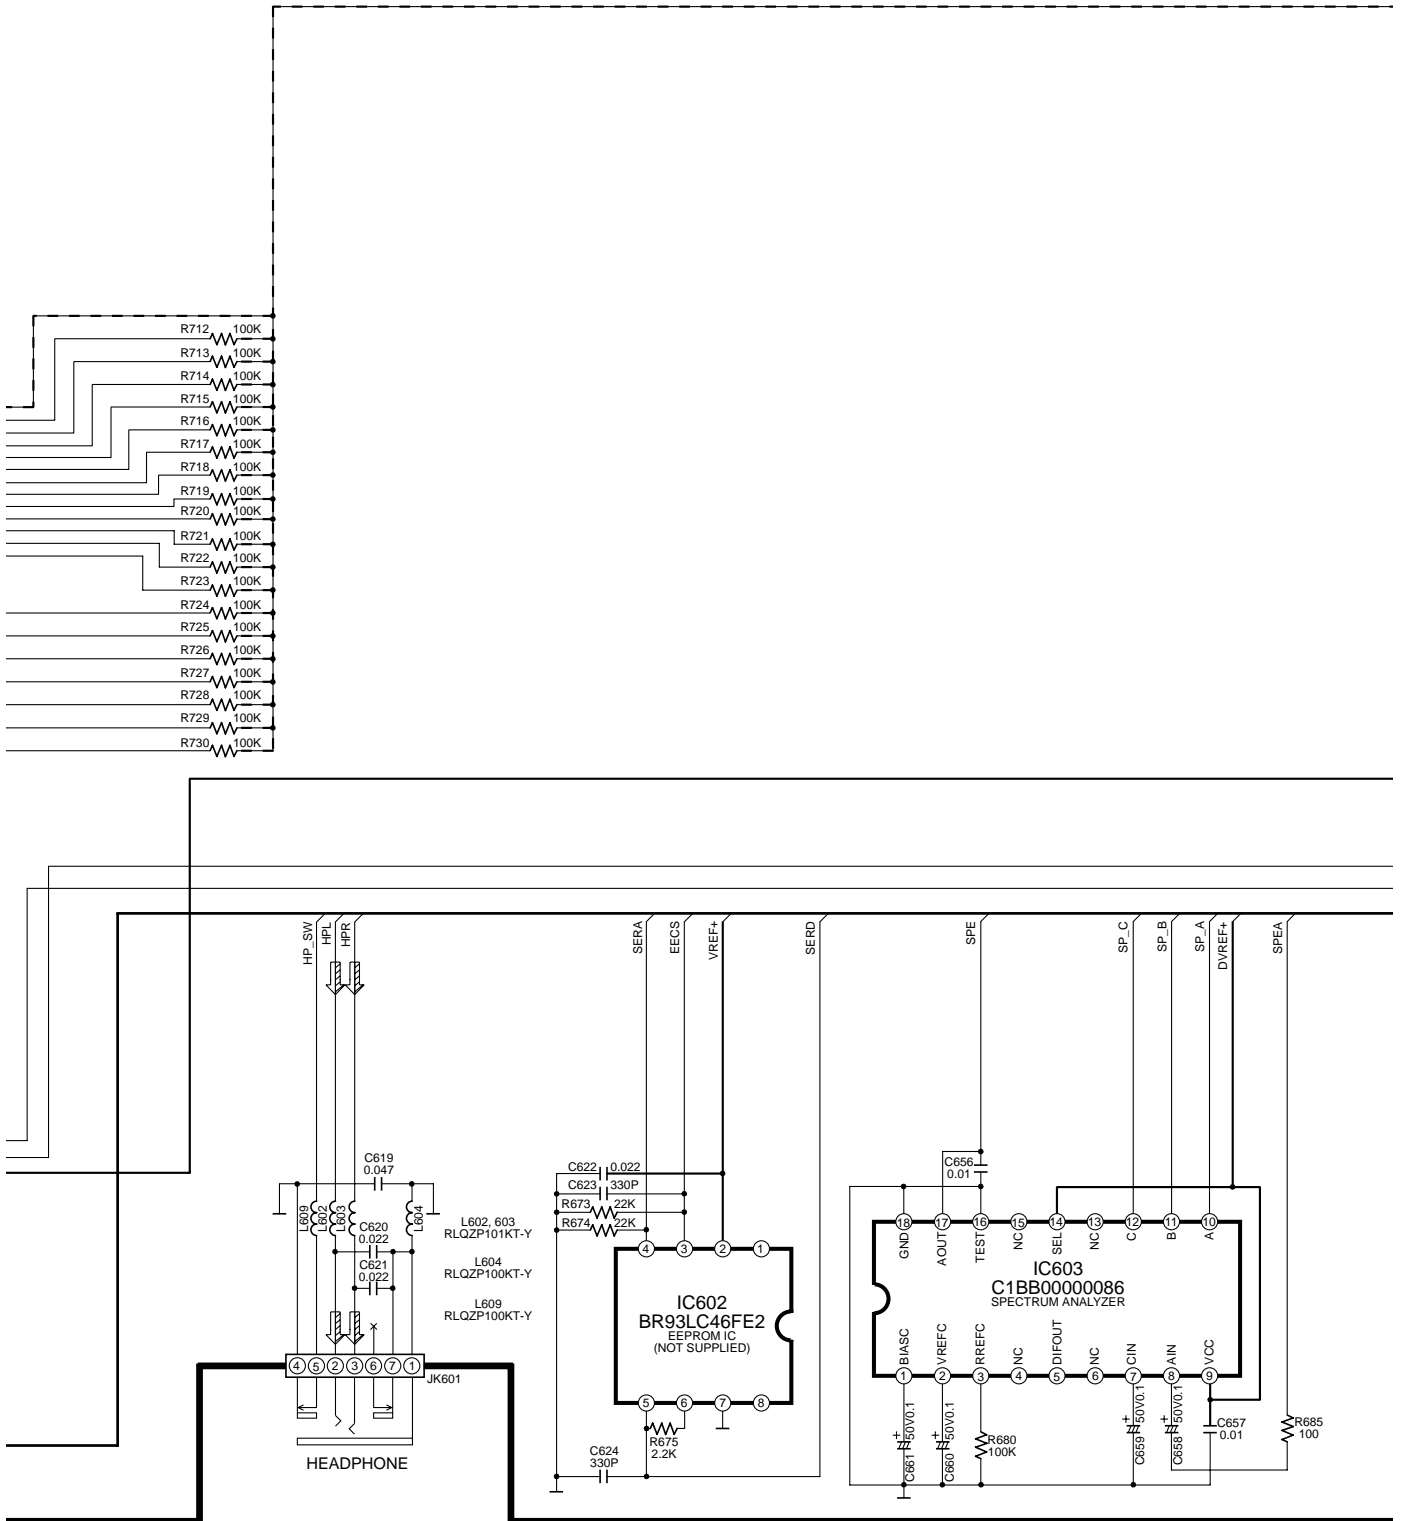 R712 100K
R713 100K
R714 100K
R715 100K
R716 100K
R717 100K
R718 100K
R719 100K
R720 100K
R721 100K
R722 100K
R723 100K
R724 100K
R725 100K
R726 100K
R727 100K
R728 100K
R729 100K
R730 100K
HP_SW
HPL
HPR
SERA
EECS
VREF+
SERD
SPE
SP_C
SP_B
SP_A
DVREF+
SPEA
C619
0.047
L609
L602
L603
L604
C620
0.022
C621
0.022
L602, 603
RLQZP101KT-Y
L604
RLQZP100KT-Y
L609
RLQZP100KT-Y
4 5 2 3 6 7 1
JK601
HEADPHONE
C622 0.022
C623 330P
R673 22K
R674 22K
4 3 2 1
IC602
BR93LC46FE2
EEPROM IC
(NOT SUPPLIED)
5 6 7 8
R675
2.2K
C624
330P
C656
0.01
18 17 16 15 14 13 12 11 10
GND
AOUT
TEST
NC
SEL
NC
C
B
A
IC603
C1BB00000086
SPECTRUM ANALYZER
BIASC
VREFC
RREFC
NC
DIFOUT
NC
CIN
AIN
VCC
1 2 3 4 5 6 7 8 9
C661 50V0.1
C660 50V0.1
R680
100K
C659 50V0.1
C658 50V0.1
C657
0.01
R685
100